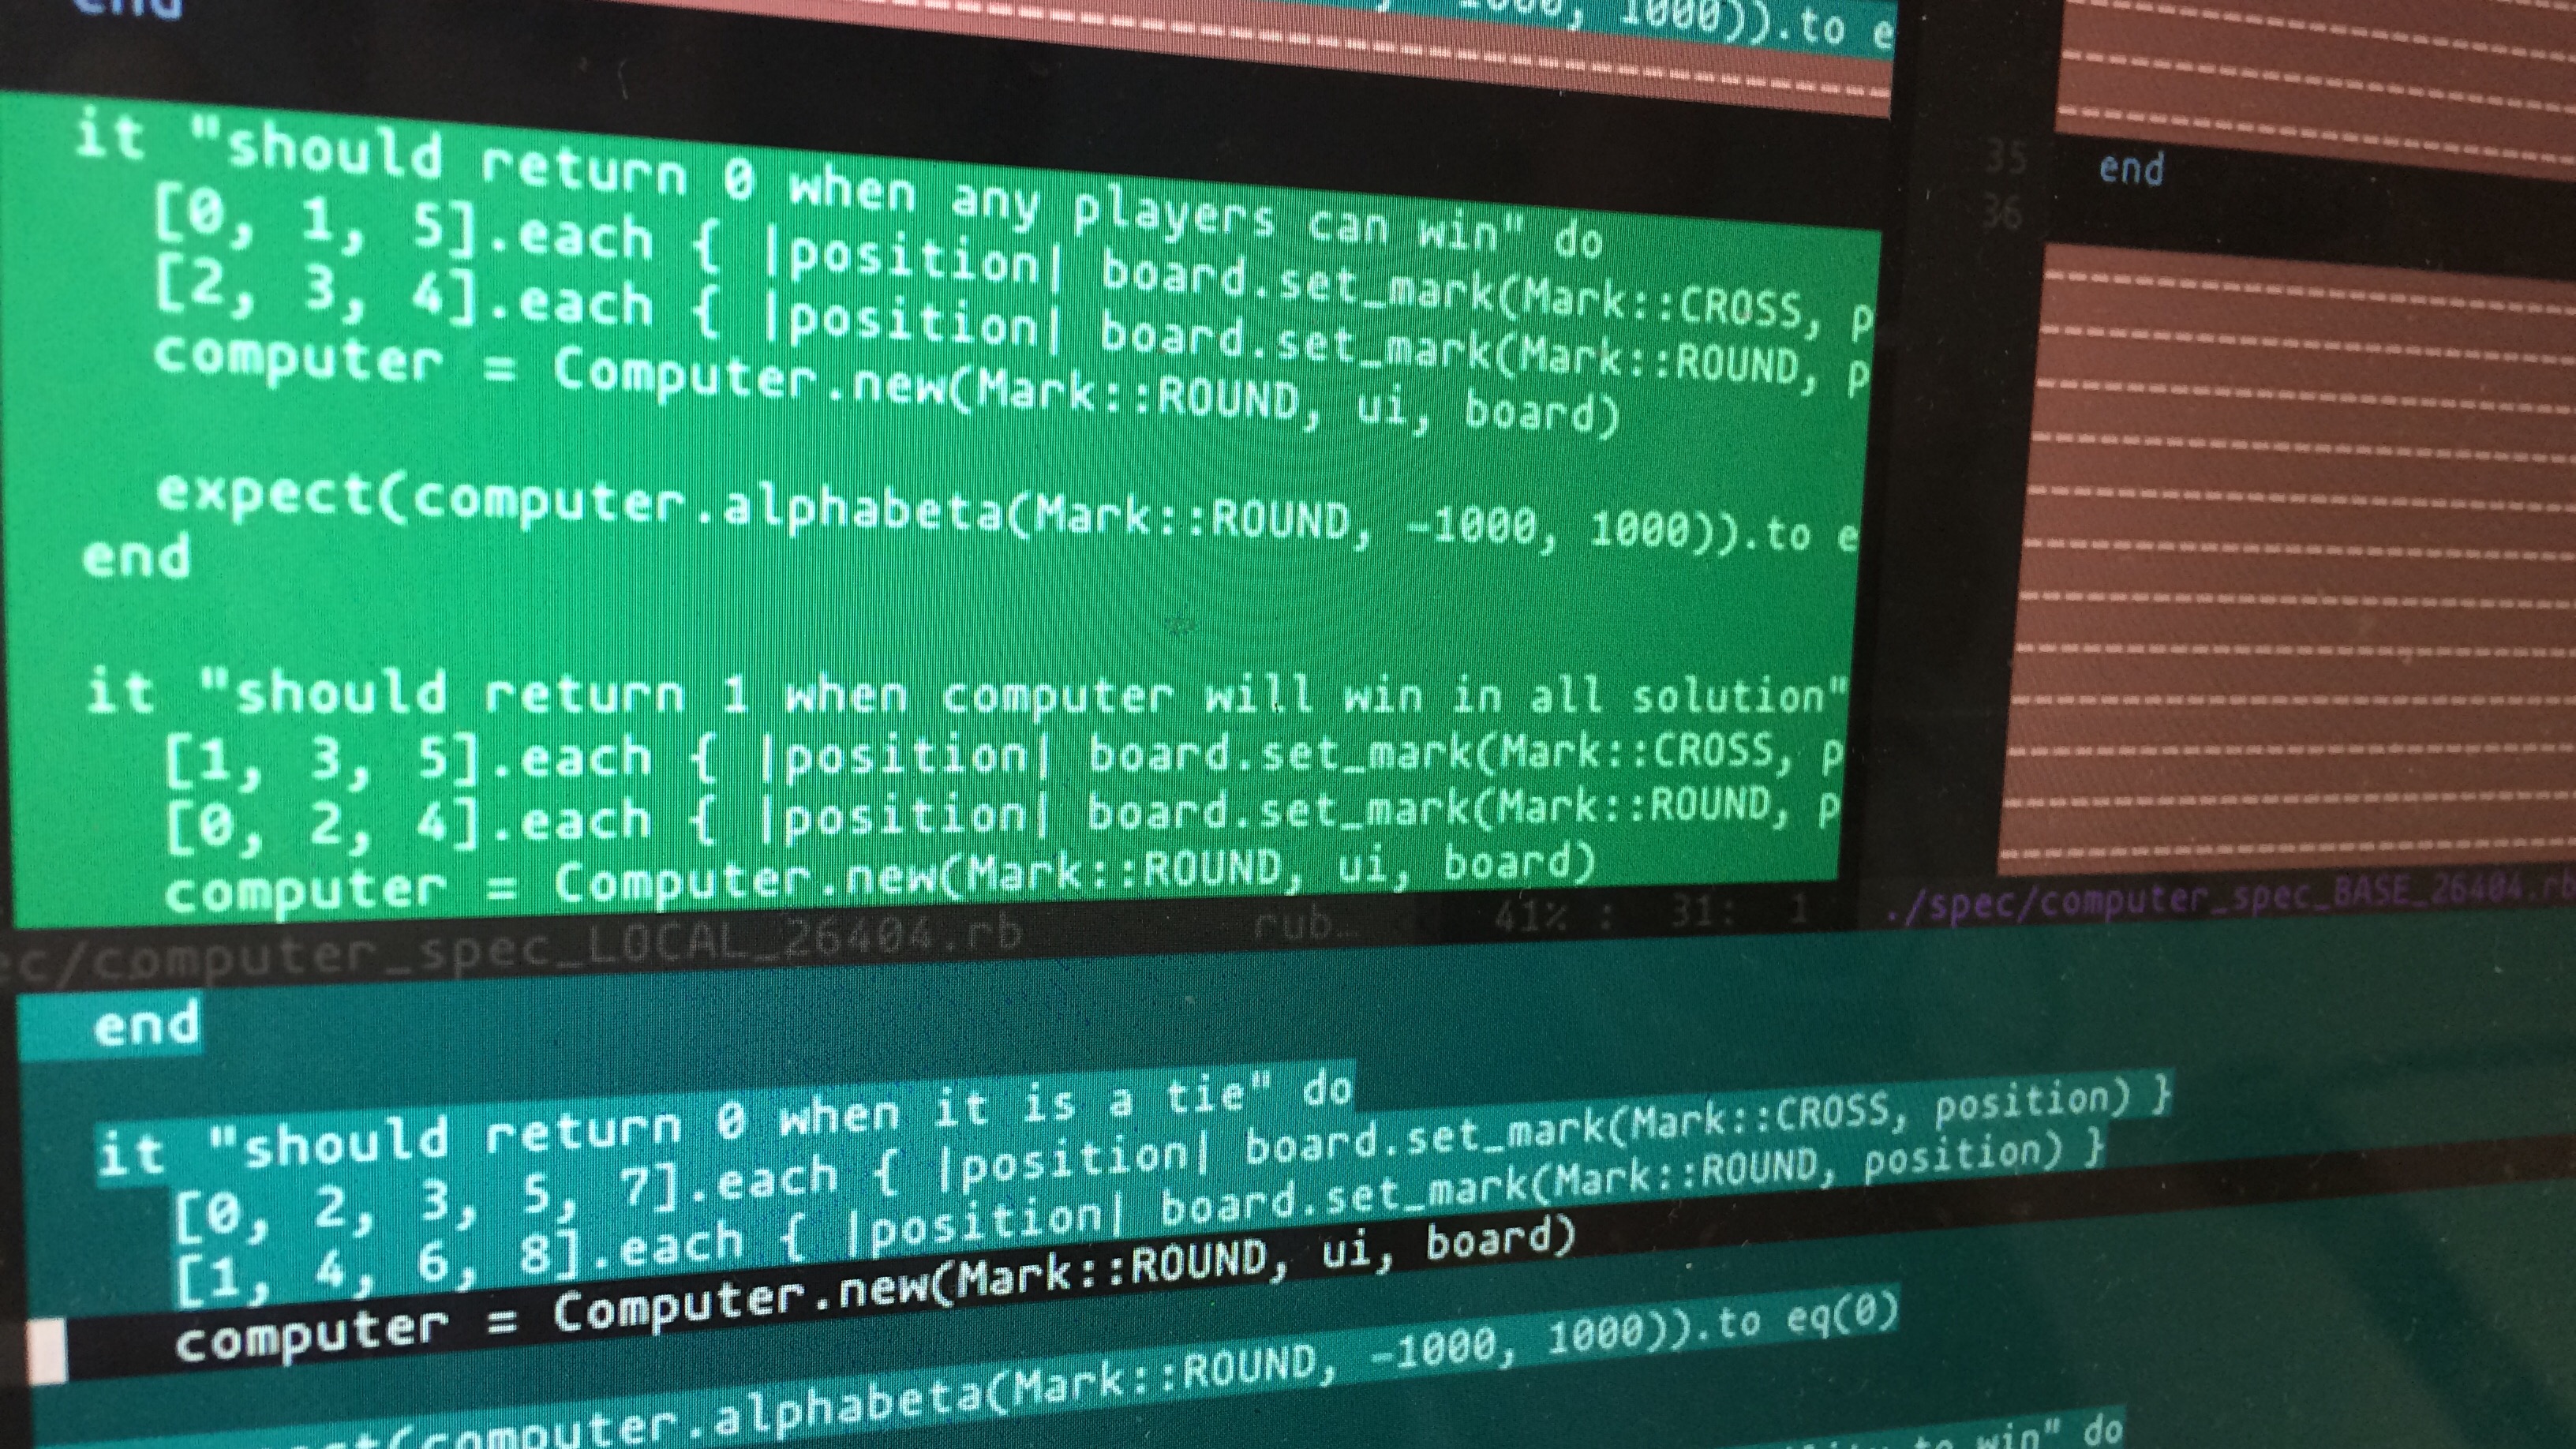 end
1000)).to e
it "should return 0 when any players can win" do
[0, 1, 5].each { |position| board.set_mark(Mark::CROSS, p
[2, 3, 4].each { |position| board.set_mark(Mark::ROUND, p
computer = Computer.new(Mark::ROUND, ui, board)
expect(computer.alphabeta(Mark::ROUND, -1000, 1000)).to e
end
it "should return 1 when computer will win in all solution"
[1, 3, 5].each { |position| board.set_mark(Mark::CROSS, p
[0, 2, 4].each { |position| board.set_mark(Mark::ROUND, p
computer = Computer.new(Mark::ROUND, ui, board)
ec/computer_spec_LOCAL_26404.rb rub… 41% : 31: 1
35 end
36
./spec/computer_spec_BASE_26404.rb
end
it "should return 0 when it is a tie" do
[0, 2, 3, 5, 7].each { |position| board.set_mark(Mark::CROSS, position) }
[1, 4, 6, 8].each { |position| board.set_mark(Mark::ROUND, position) }
computer = Computer.new(Mark::ROUND, ui, board)
(computer.alphabeta(Mark::ROUND, -1000, 1000)).to eq(0)
to win" do